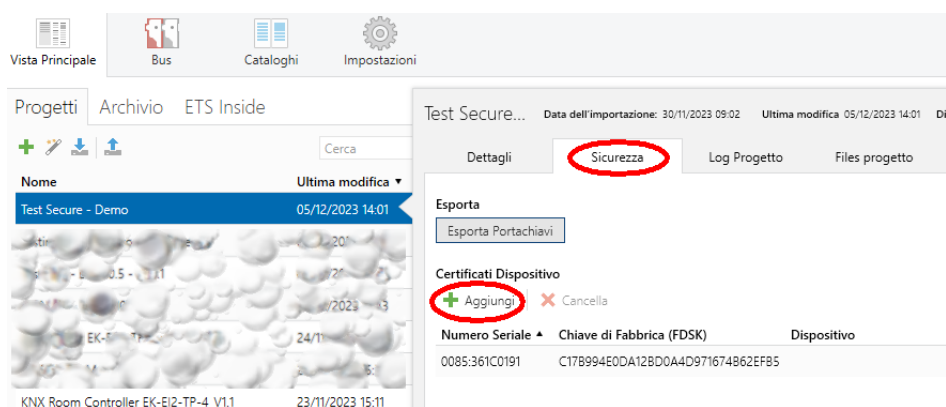 Vista Principale Bus Cataloghi Impostazioni
Progetti Archivio ETS Inside
Cerca
Nome Ultima modifica ▼
Test Secure - Demo 05/12/2023 14:01
24/11
KNX Room Controller EK-EI2-TP-4 V1.1 23/11/2023 15:11
Test Secure... Data dell'importazione: 30/11/2023 09:02 Ultima modifica 05/12/2023 14:01
Dettagli Sicurezza Log Progetto Files progetto
Esporta
Esporta Portachiavi
Certificati Dispositivo
Aggiungi Cancella
Numero Seriale ▲ Chiave di Fabbrica (FDSK) Dispositivo
0085:361C0191 C17B994E0DA12BD0A4D971674B62EFB5